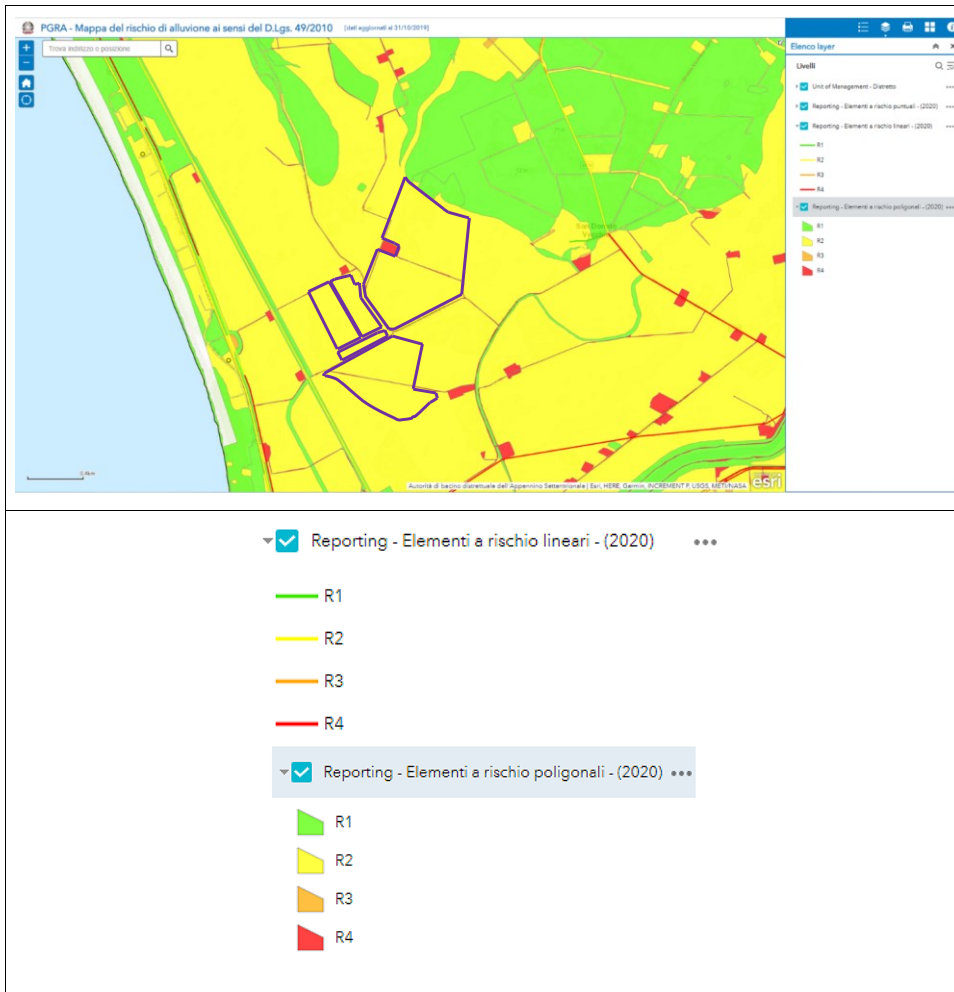 PGRA - Mappa del rischio di alluvione ai sensi del D.Lgs. 49/2010 [dati aggiornati al 31/10/2019]
Trova indirizzo o posizione
Elenco layer
Livelli
Unit of Management - Distretto
Reporting - Elementi a rischio puntuali - (2020)
Reporting - Elementi a rischio lineari - (2020)
R1
R2
R3
R4
Reporting - Elementi a rischio poligonali - (2020)
R1
R2
R3
R4
Autorità di bacino distrettuale dell'Appennino Settentrionale | Esri, HERE, Garmin, INCREMENT P, USGS, METI/NASA
esri
Reporting - Elementi a rischio lineari - (2020)
R1
R2
R3
R4
Reporting - Elementi a rischio poligonali - (2020)
R1
R2
R3
R4